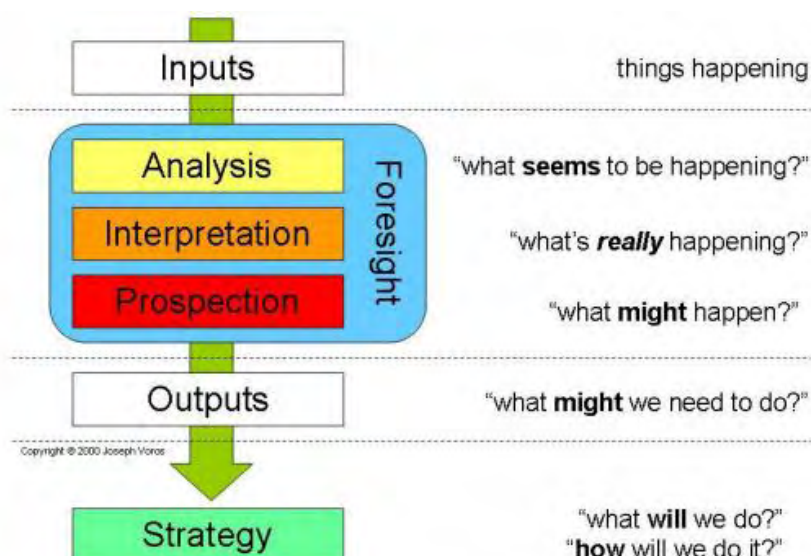 Inputs
things happening
Analysis
“what seems to be happening?”
Interpretation
“what’s really happening?”
Prospection
“what might happen?”
Foresight
Outputs
“what might we need to do?”
Copyright © 2000 Joseph Voros
Strategy
“what will we do?”
“how will we do it?”